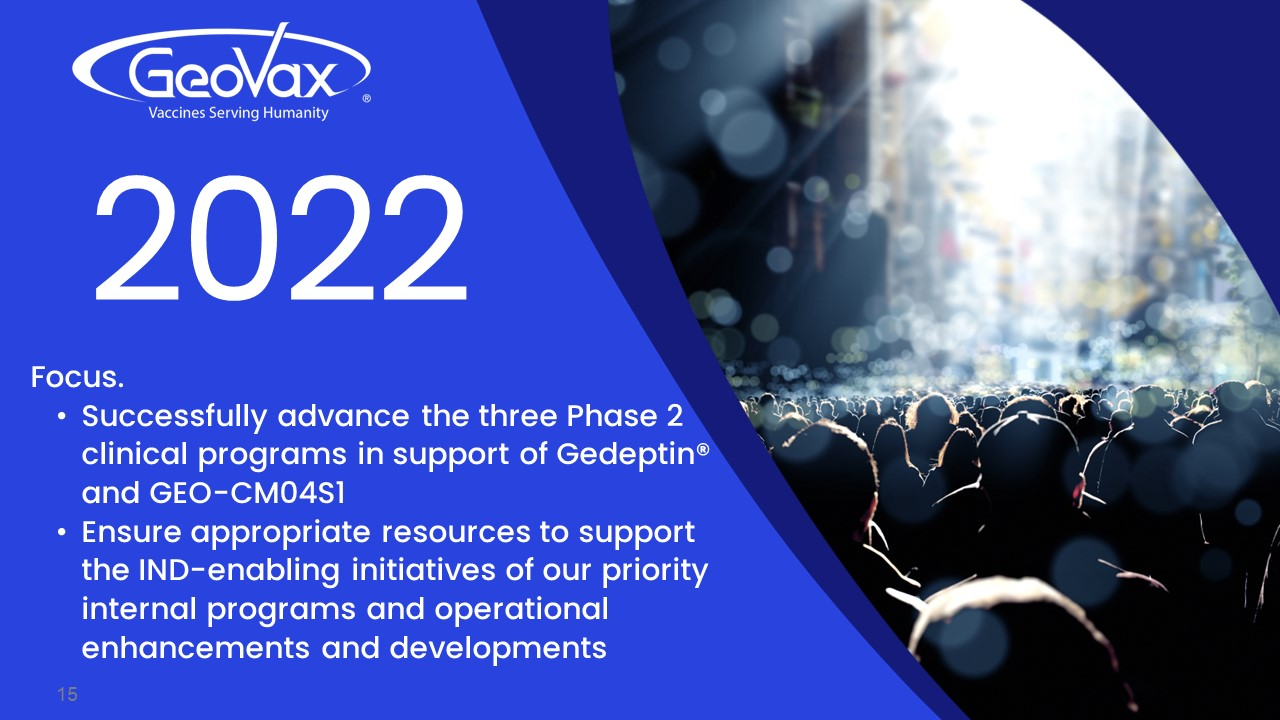 GeoVax®
Vaccines Serving Humanity
2022
Focus.
• Successfully advance the three Phase 2
clinical programs in support of Gedeptin®
and GEO-CM04S1
• Ensure appropriate resources to support
the IND-enabling initiatives of our priority
internal programs and operational
enhancements and developments
15